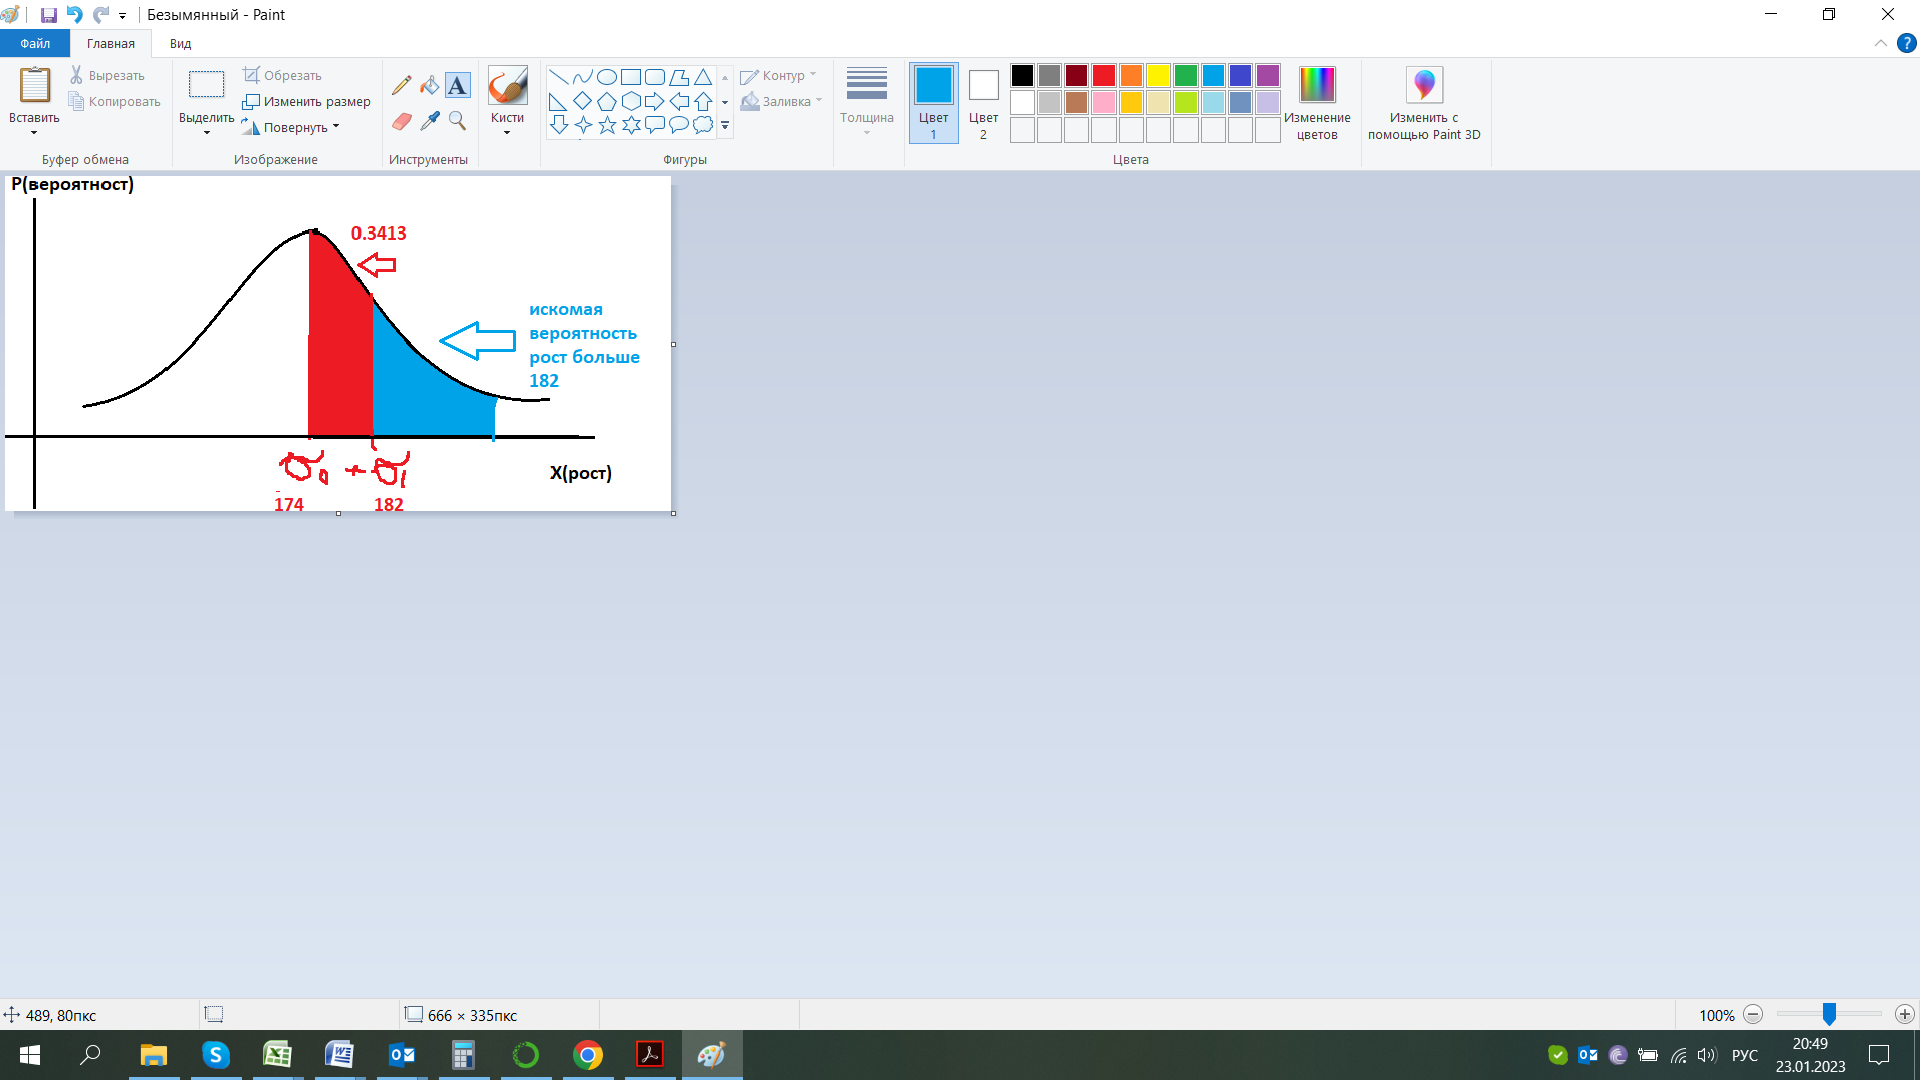 Безымянный - Paint
Файл
Главная
Вид
Вставить
Вырезать
Копировать
Буфер обмена
Выделить
Обрезать
Изменить размер
Повернуть
Изображение
A
Инструменты
Кисти
Фигуры
Контур
Заливка
Толщина
Цвет
1
Цвет
2
Изменение
цветов
Цвета
Изменить с
помощью Paint 3D
P(вероятност)
0.3413
искомая
вероятность
рост больше
182
σ0 + σ1
X(рост)
174
182
489, 80пкс
666 × 335пкс
100%
РУС
20:49
23.01.2023